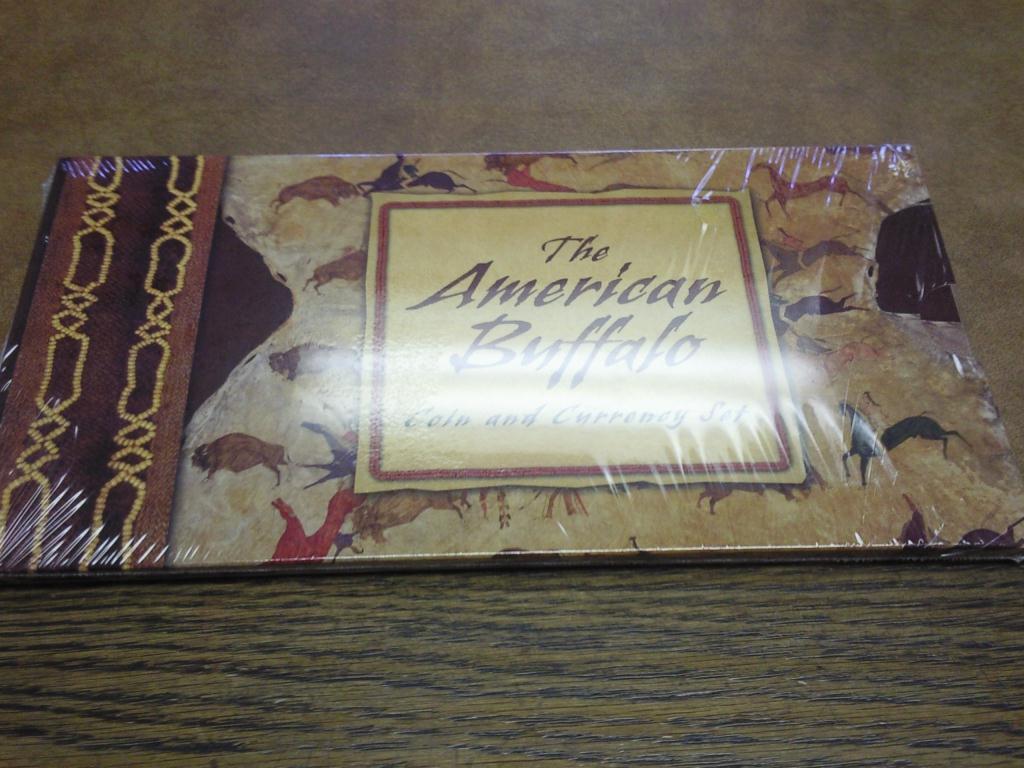 The
American
Buffalo
Coin and Currency Set